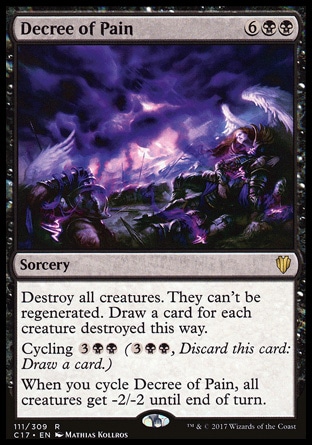 Decree of Pain 6
Sorcery
Destroy all creatures. They can't be
regenerated. Draw a card for each
creature destroyed this way.
Cycling 3 (3, Discard this card:
Draw a card.)
When you cycle Decree of Pain, all
creatures get -2/-2 until end of turn.
111/309 R
C17 • EN Mathias Kollros ™ & © 2017 Wizards of the Coast